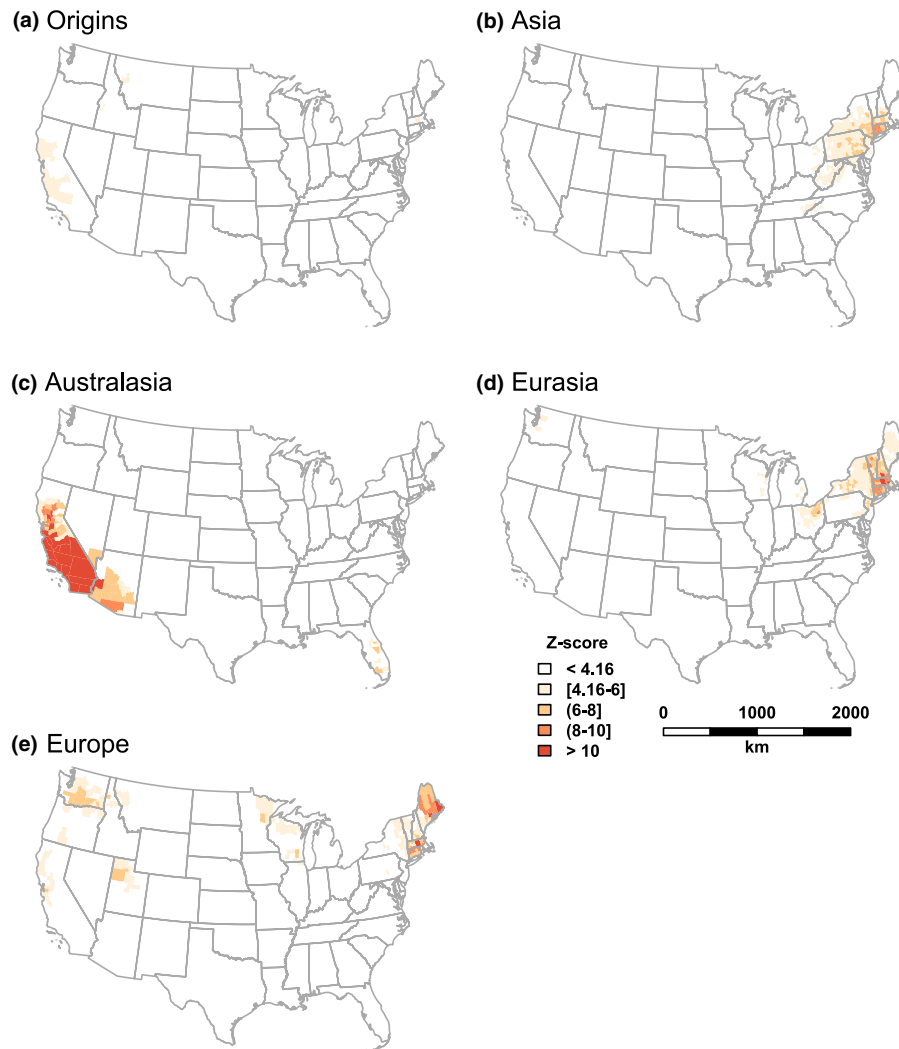 (a) Origins
(b) Asia
(c) Australasia
(d) Eurasia
Z-score
< 4.16
[4.16-6]
(6-8]
(8-10]
> 10
0 1000 2000
km
(e) Europe